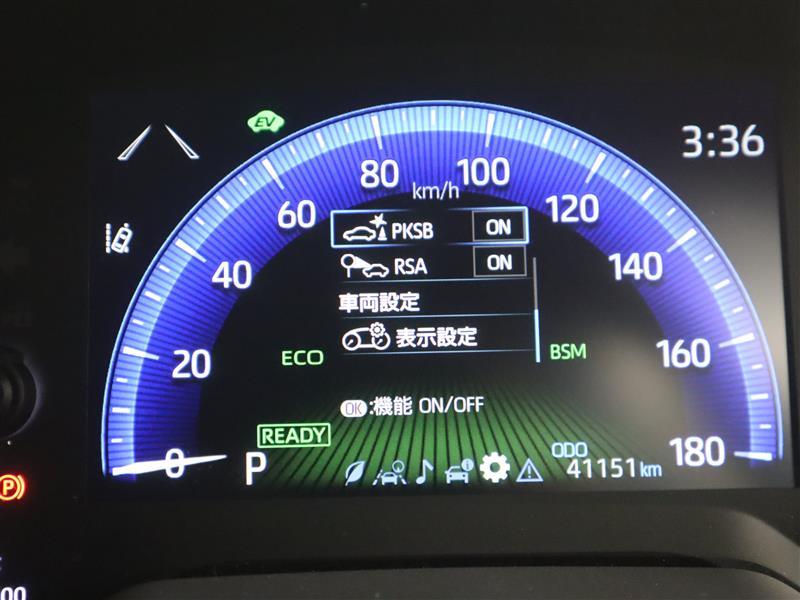 EV
3:36
80
100
km/h
60
120
PKSB ON
40
140
RSA ON
車両設定
表示設定
20
ECO
BSM
160
OK:機能 ON/OFF
READY
0
P
ODO
41151km
180
P
00